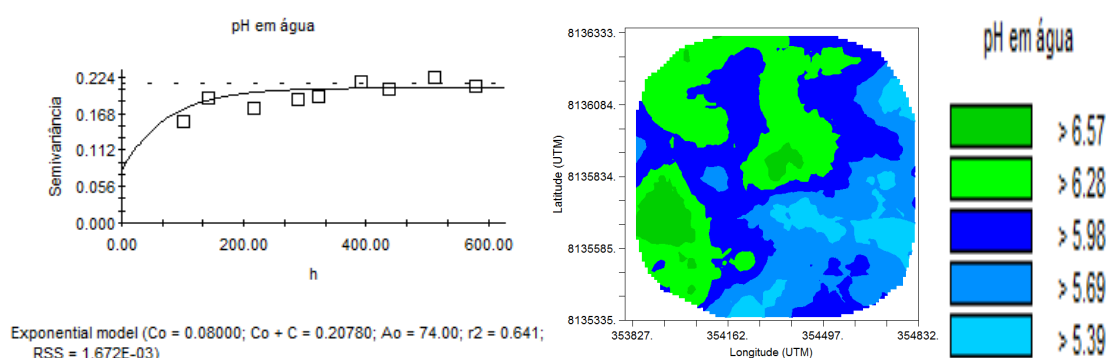 pH em água
Semivariância
0.224
0.168
0.112
0.056
0.000
0.00 200.00 400.00 600.00
h
Exponential model (Co = 0.08000; Co + C = 0.20780; Ao = 74.00; r2 = 0.641;
RSS = 1.672E-03)
Latitude (UTM)
8136333.
8136084.
8135834.
8135585.
8135335.
353827. 354162. 354497. 354832.
Longitude (UTM)
pH em água
> 6.57
> 6.28
> 5.98
> 5.69
> 5.39